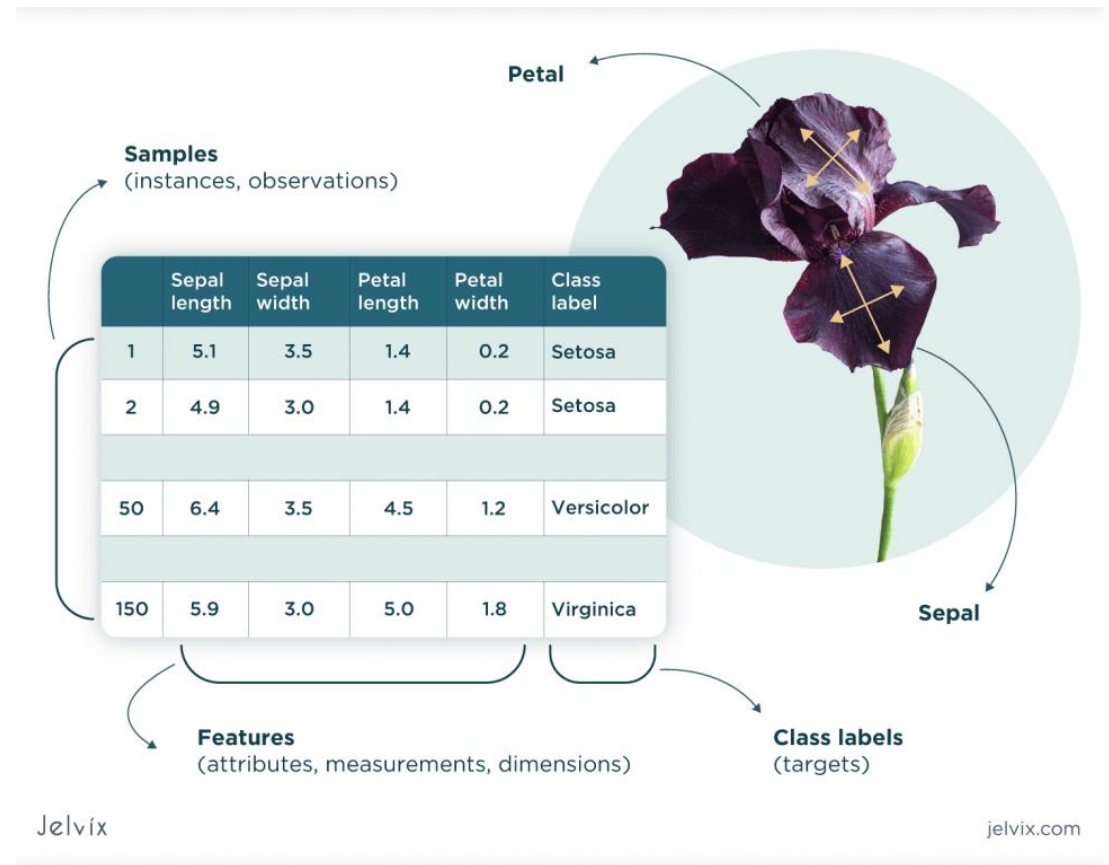 Petal
Samples
(instances, observations)
Sepal length Sepal width Petal length Petal width Class label
1 5.1 3.5 1.4 0.2 Setosa
2 4.9 3.0 1.4 0.2 Setosa
50 6.4 3.5 4.5 1.2 Versicolor
150 5.9 3.0 5.0 1.8 Virginica
Sepal
Features
(attributes, measurements, dimensions)
Class labels
(targets)
Jelvix
jelvix.com